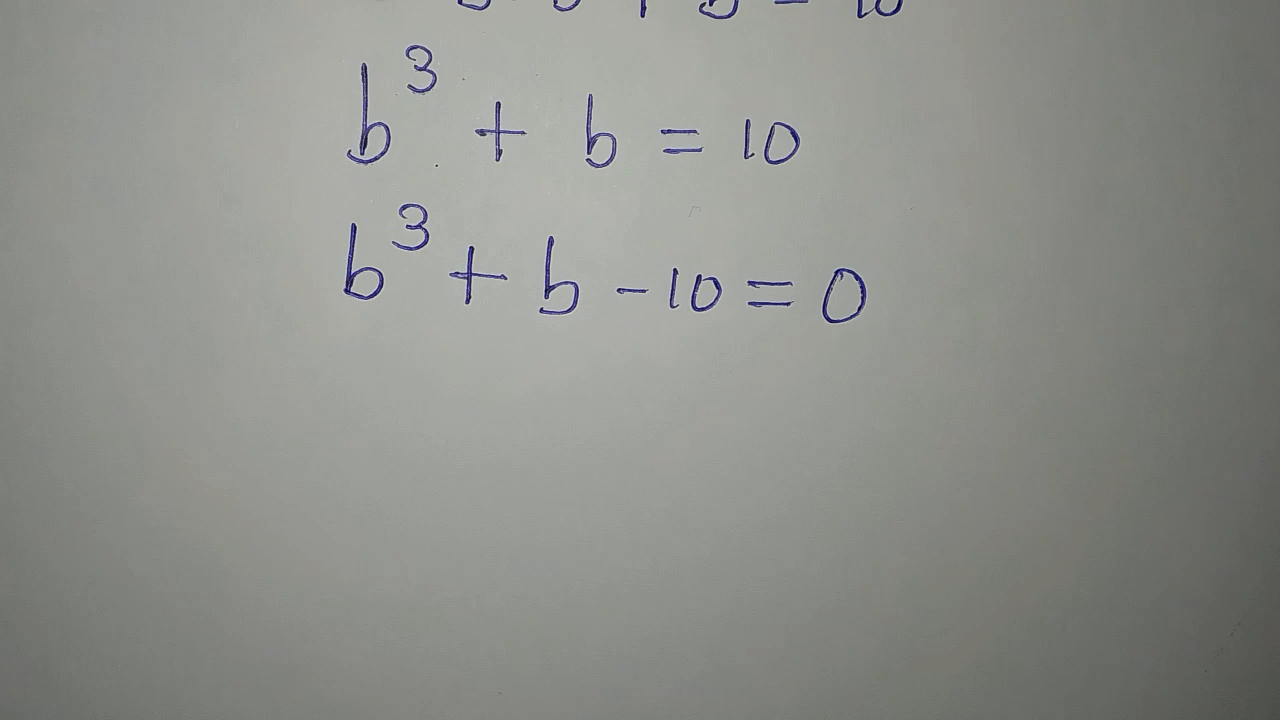 b³ + b = 10
b³ + b - 10 = 0